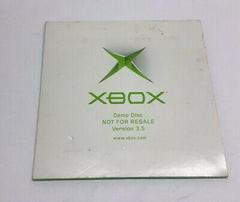 XBOX
Demo Disc
NOT FOR RESALE
Version 3.5
www.xbox.com